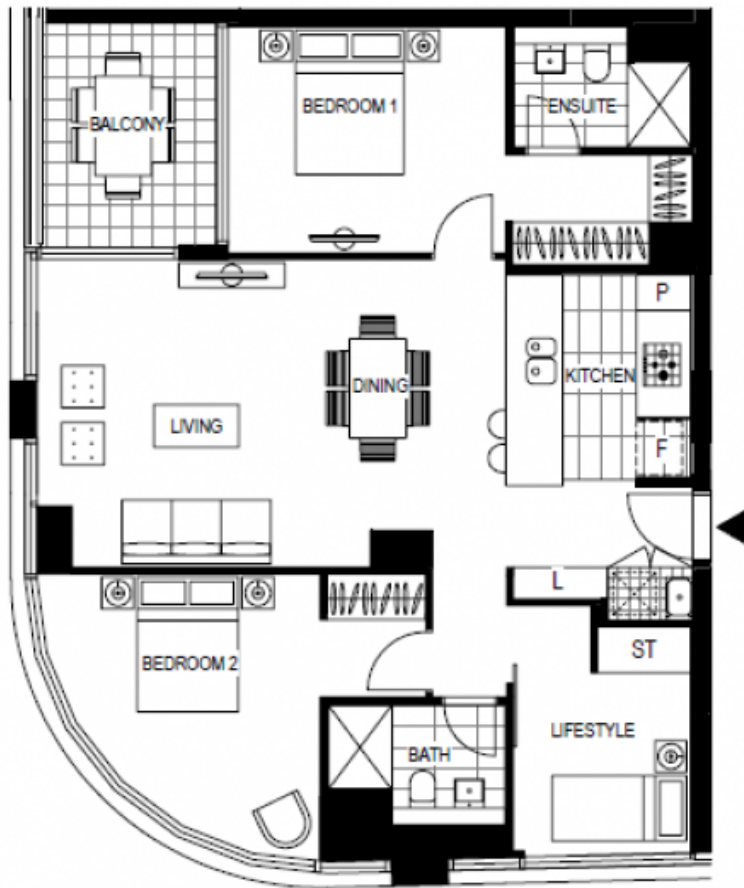 BEDROOM 1
ENSUITE
BALCONY
P
KITCHEN
DINING
LIVING
F
L
ST
BEDROOM 2
LIFESTYLE
BATH